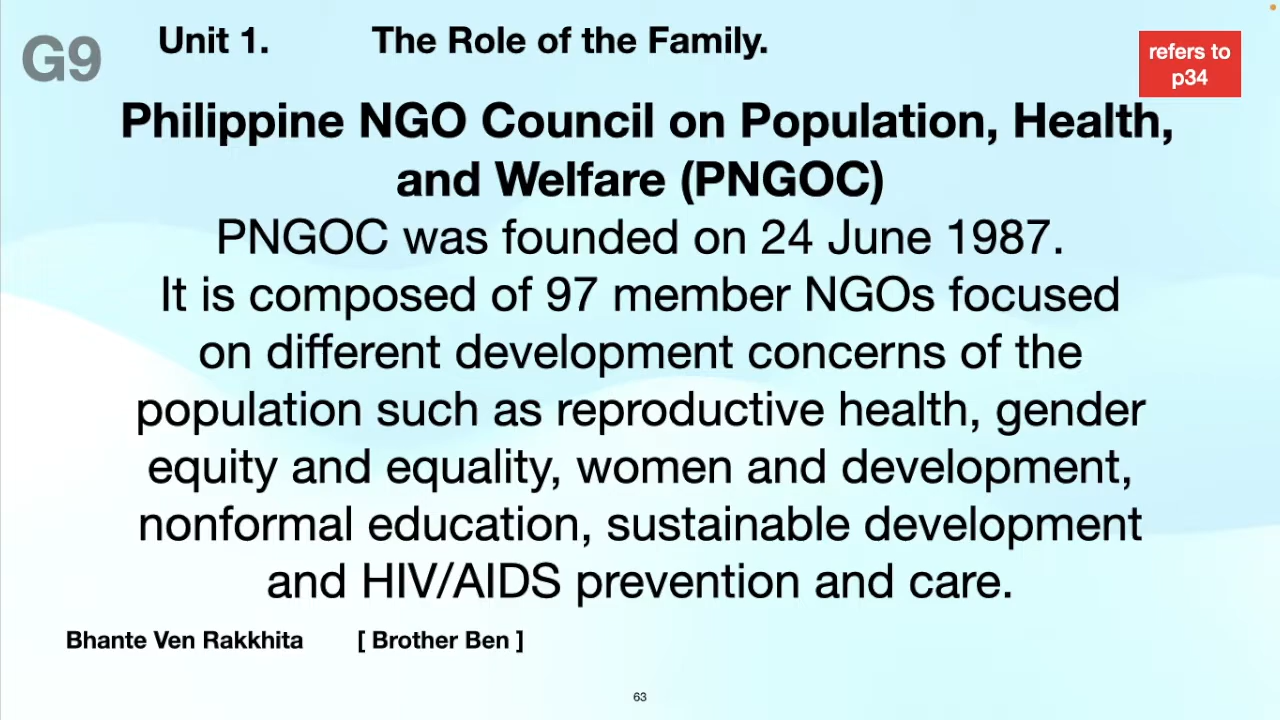 G9
Unit 1. The Role of the Family.
refers to
p34
Philippine NGO Council on Population, Health,
and Welfare (PNGOC)
PNGOC was founded on 24 June 1987.
It is composed of 97 member NGOs focused
on different development concerns of the
population such as reproductive health, gender
equity and equality, women and development,
nonformal education, sustainable development
and HIV/AIDS prevention and care.
Bhante Ven Rakkhita [ Brother Ben ]
63